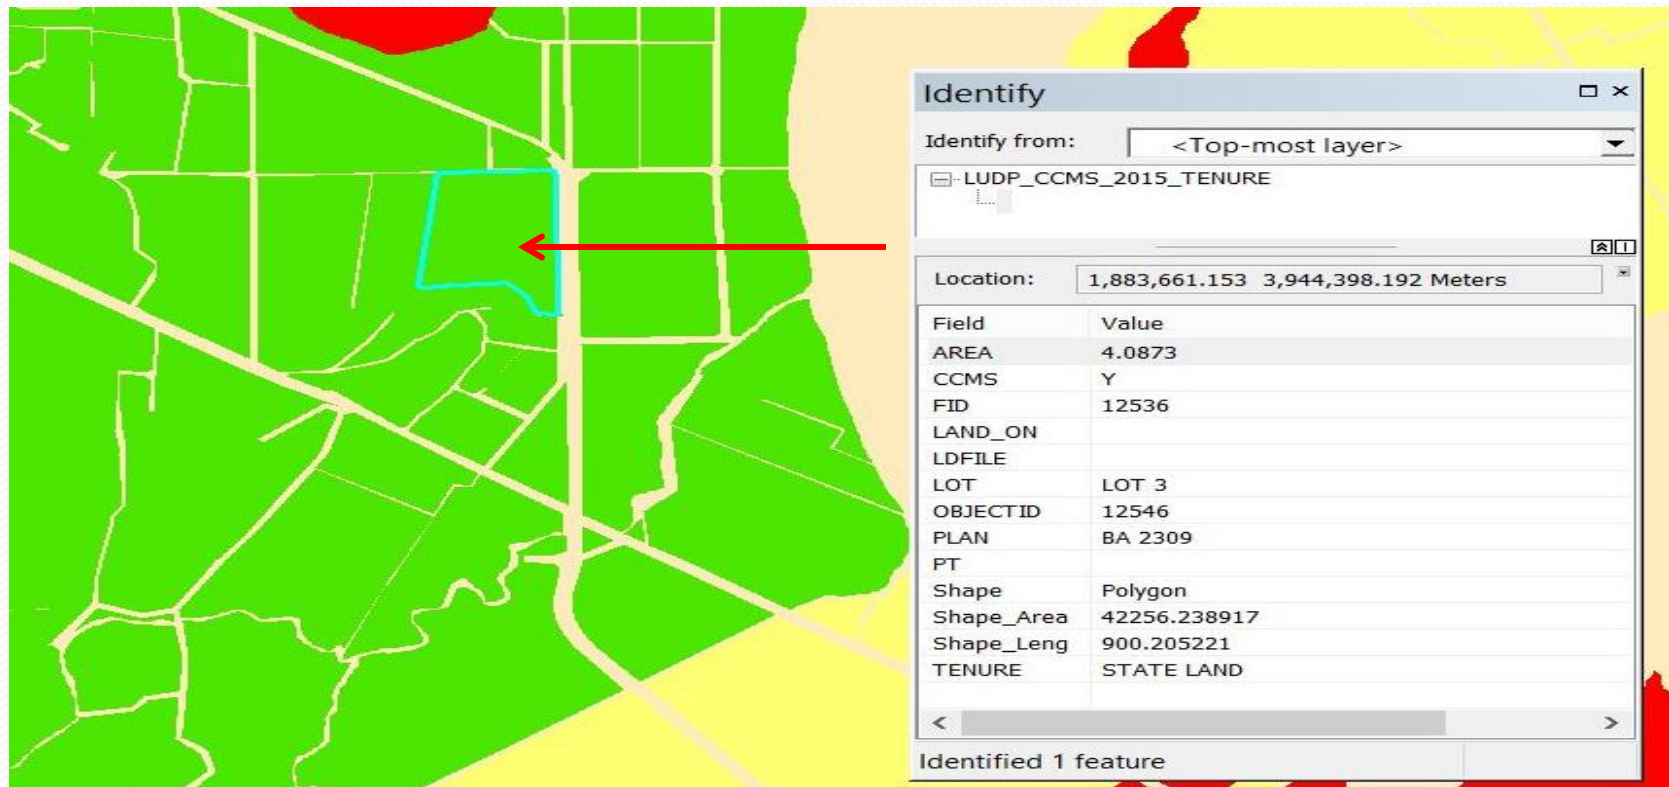 Identify
Identify from: <Top-most layer>
LUDP_CCMS_2015_TENURE
Location: 1,883,661.153 3,944,398.192 Meters
Field Value
AREA 4.0873
CCMS Y
FID 12536
LAND_ON
LDFILE
LOT LOT 3
OBJECTID 12546
PLAN BA 2309
PT
Shape Polygon
Shape_Area 42256.238917
Shape_Leng 900.205221
TENURE STATE LAND
Identified 1 feature